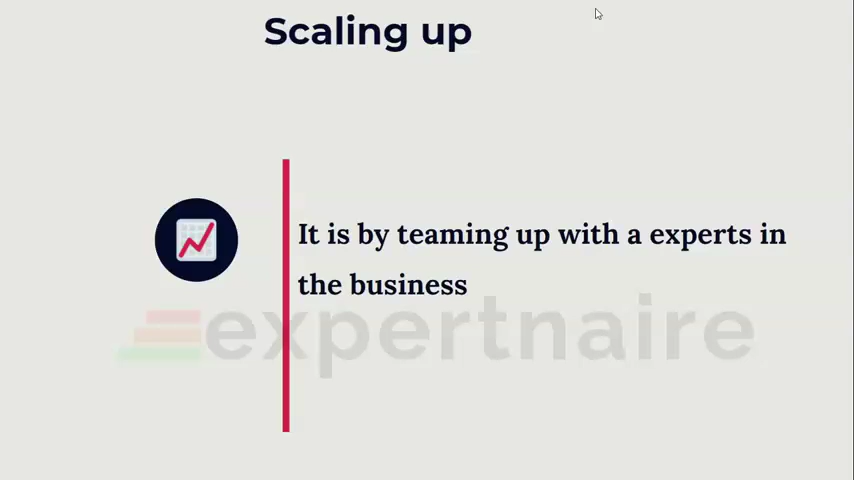 Scaling up
It is by teaming up with a experts in
the business
expertnaire